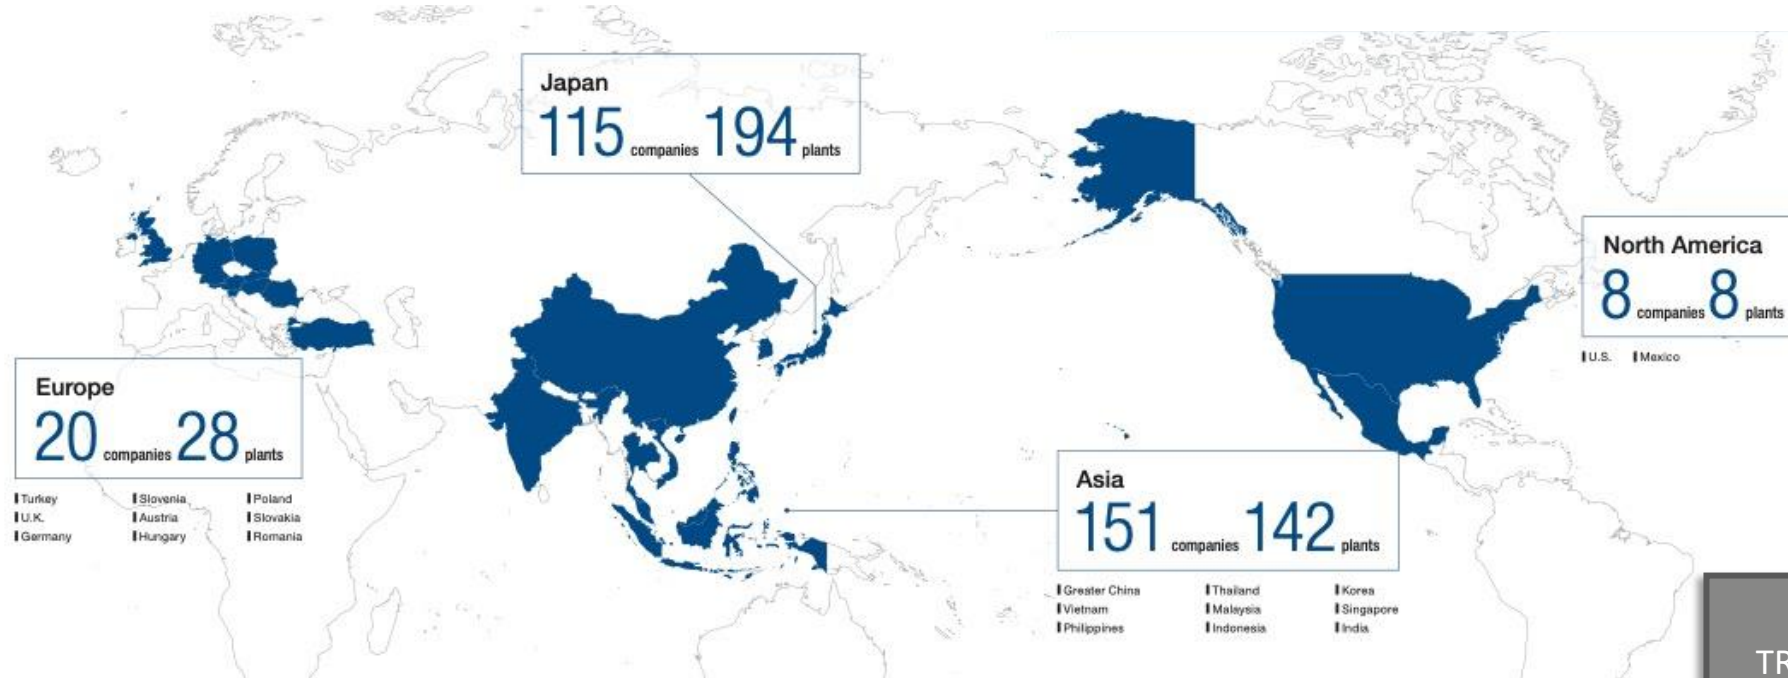 Japan
115 companies 194 plants
North America
8 companies 8 plants
U.S. Mexico
Europe
20 companies 28 plants
Turkey Slovenia Poland
U.K. Austria Slovakia
Germany Hungary Romania
Asia
151 companies 142 plants
Greater China Thailand Korea
Vietnam Malaysia Singapore
Philippines Indonesia India
TR